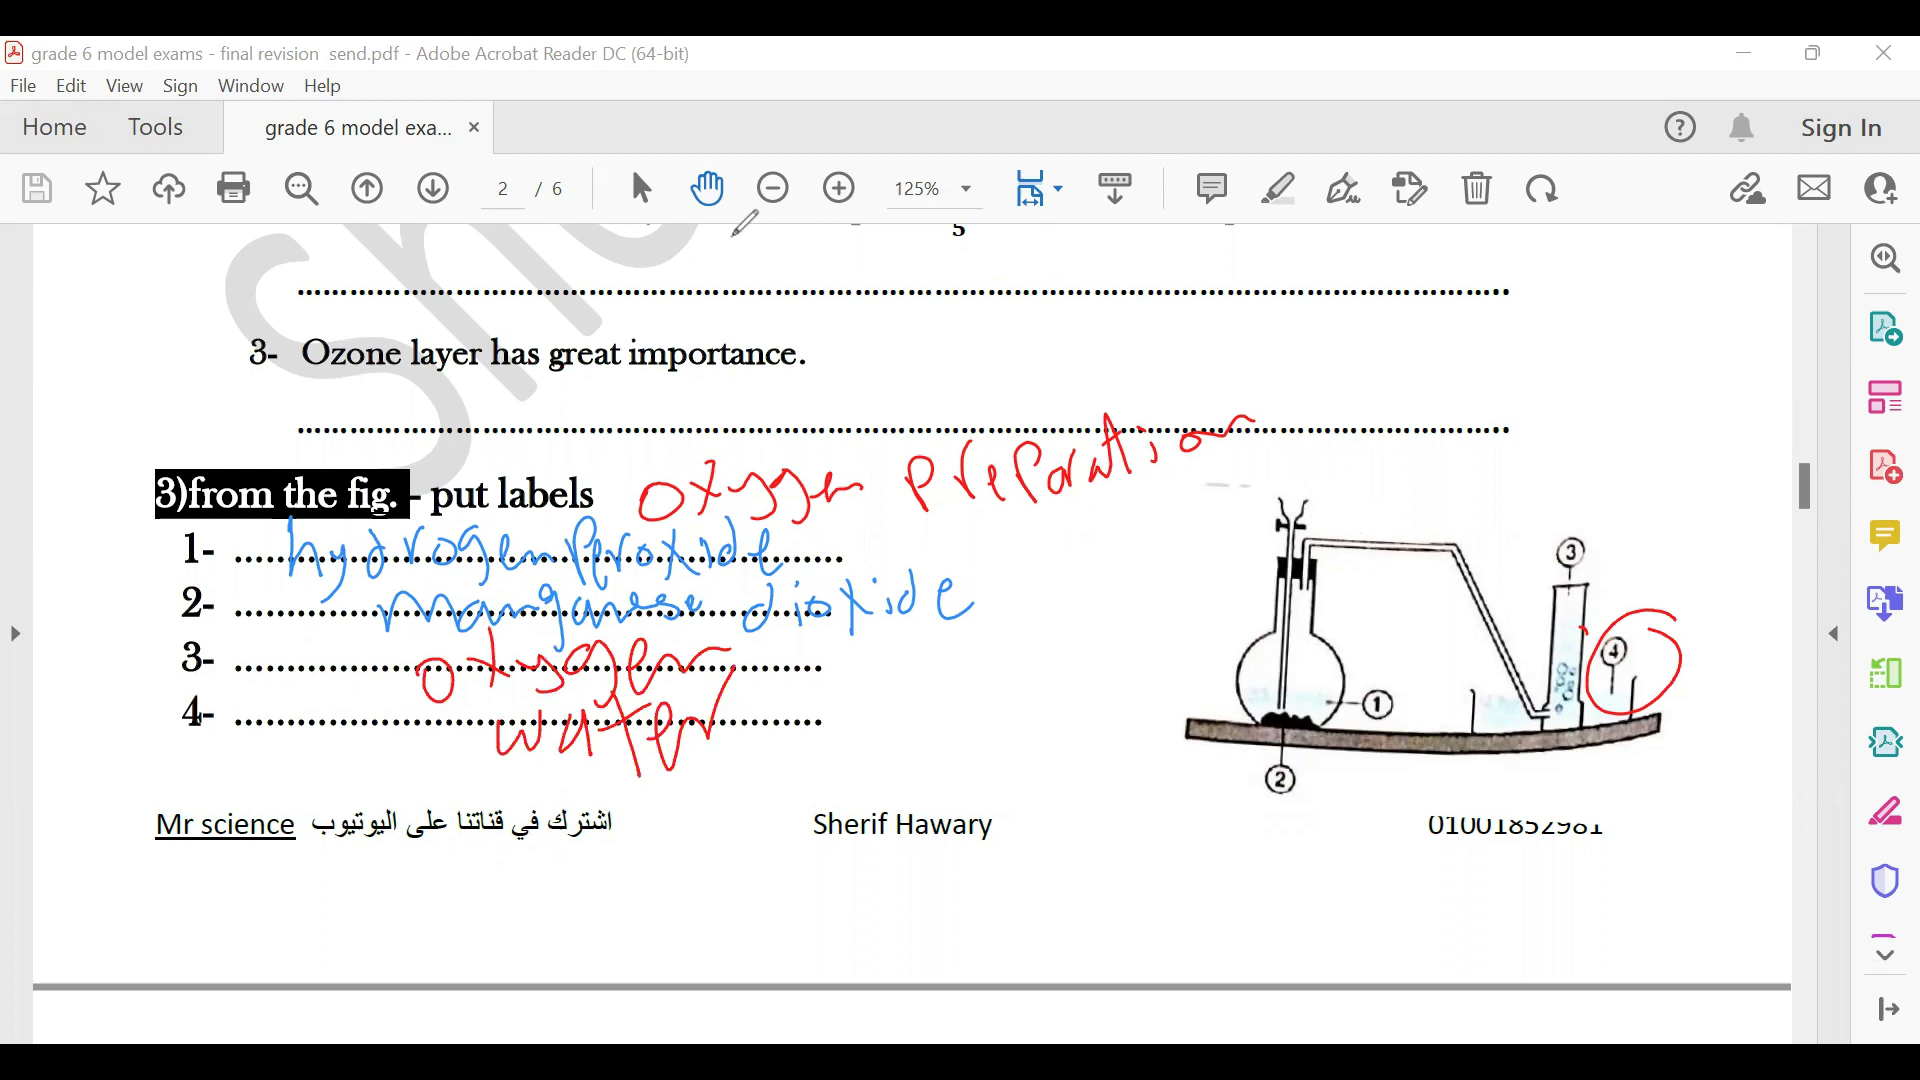 grade 6 model exams - final revision send.pdf - Adobe Acrobat Reader DC (64-bit)
File Edit View Sign Window Help
Home Tools grade 6 model exa... Sign In
2 / 6 125%
5
3- Ozone layer has great importance.
oxygen preparation
3)from the fig. - put labels
1- hydrogen peroxide
2- manganese dioxide
3- oxygen
4- water
3
4
1
2
Mr science اشترك في قناتنا على اليوتيوب Sherif Hawary 01001852981